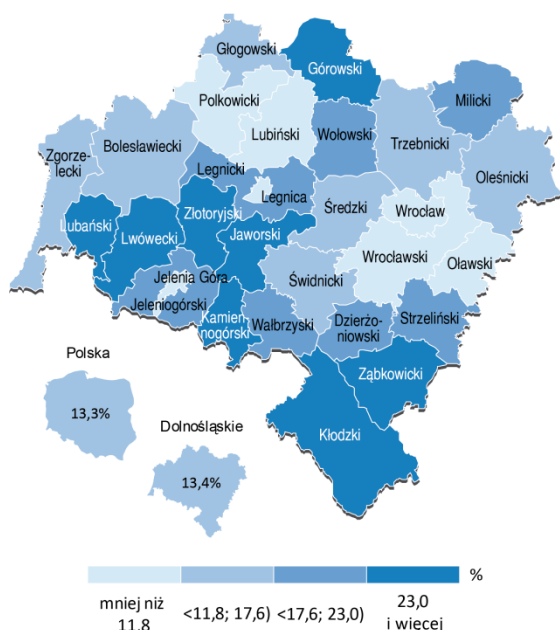 Głogowski
Górowski
Milicki
Polkowicki
Lubiński
Wołowski
Trzebnicki
Zgorze-
lecki
Bolesławiecki
Legnicki
Legnica
Oleśnicki
Lubański
Lwówecki
Złotoryjski
Średzki
Wrocław
Jaworski
Wrocławski
Oławski
Jelenia Góra
Jeleniogórski
Świdnicki
Kamien-
nogórski
Wałbrzyski
Dzierżo-
niowski
Strzeliński
Ząbkowicki
Kłodzki
Polska
13,3%
Dolnośląskie
13,4%
%
mniej niż
11,8
<11,8; 17,6)
<17,6; 23,0)
23,0
i więcej